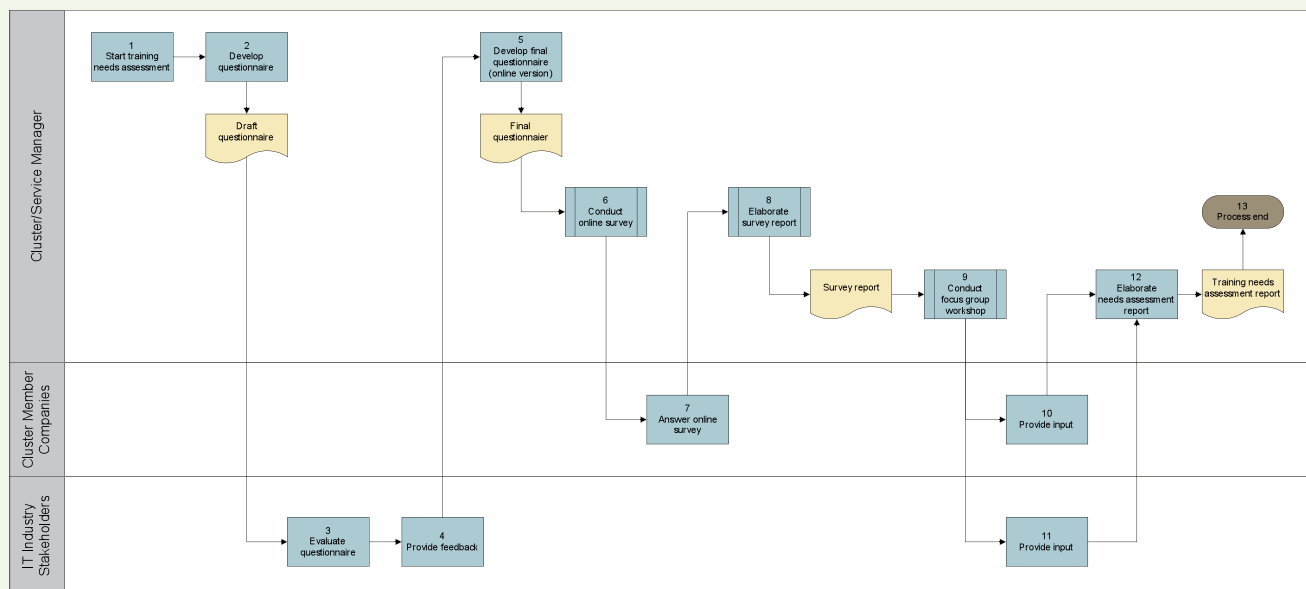 Cluster/Service Manager
1
Start training
needs assessment
2
Develop
questionnaire
Draft
questionnaire
5
Develop final
questionnaire
(online version)
Final
questionnaier
6
Conduct
online survey
8
Elaborate
survey report
Survey report
9
Conduct
focus group
workshop
12
Elaborate
needs assessment
report
Training needs
assessment report
13
Process end
Cluster Member
Companies
7
Answer online
survey
10
Provide input
IT Industry
Stakeholders
3
Evaluate
questionnaire
4
Provide feedback
11
Provide input